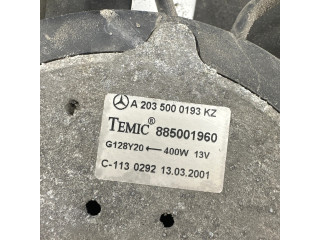 A 203 500 0193 KZ
TEMIC® 885001960
G128Y20 ← 400W 13V
C-113 0292 13.03.2001